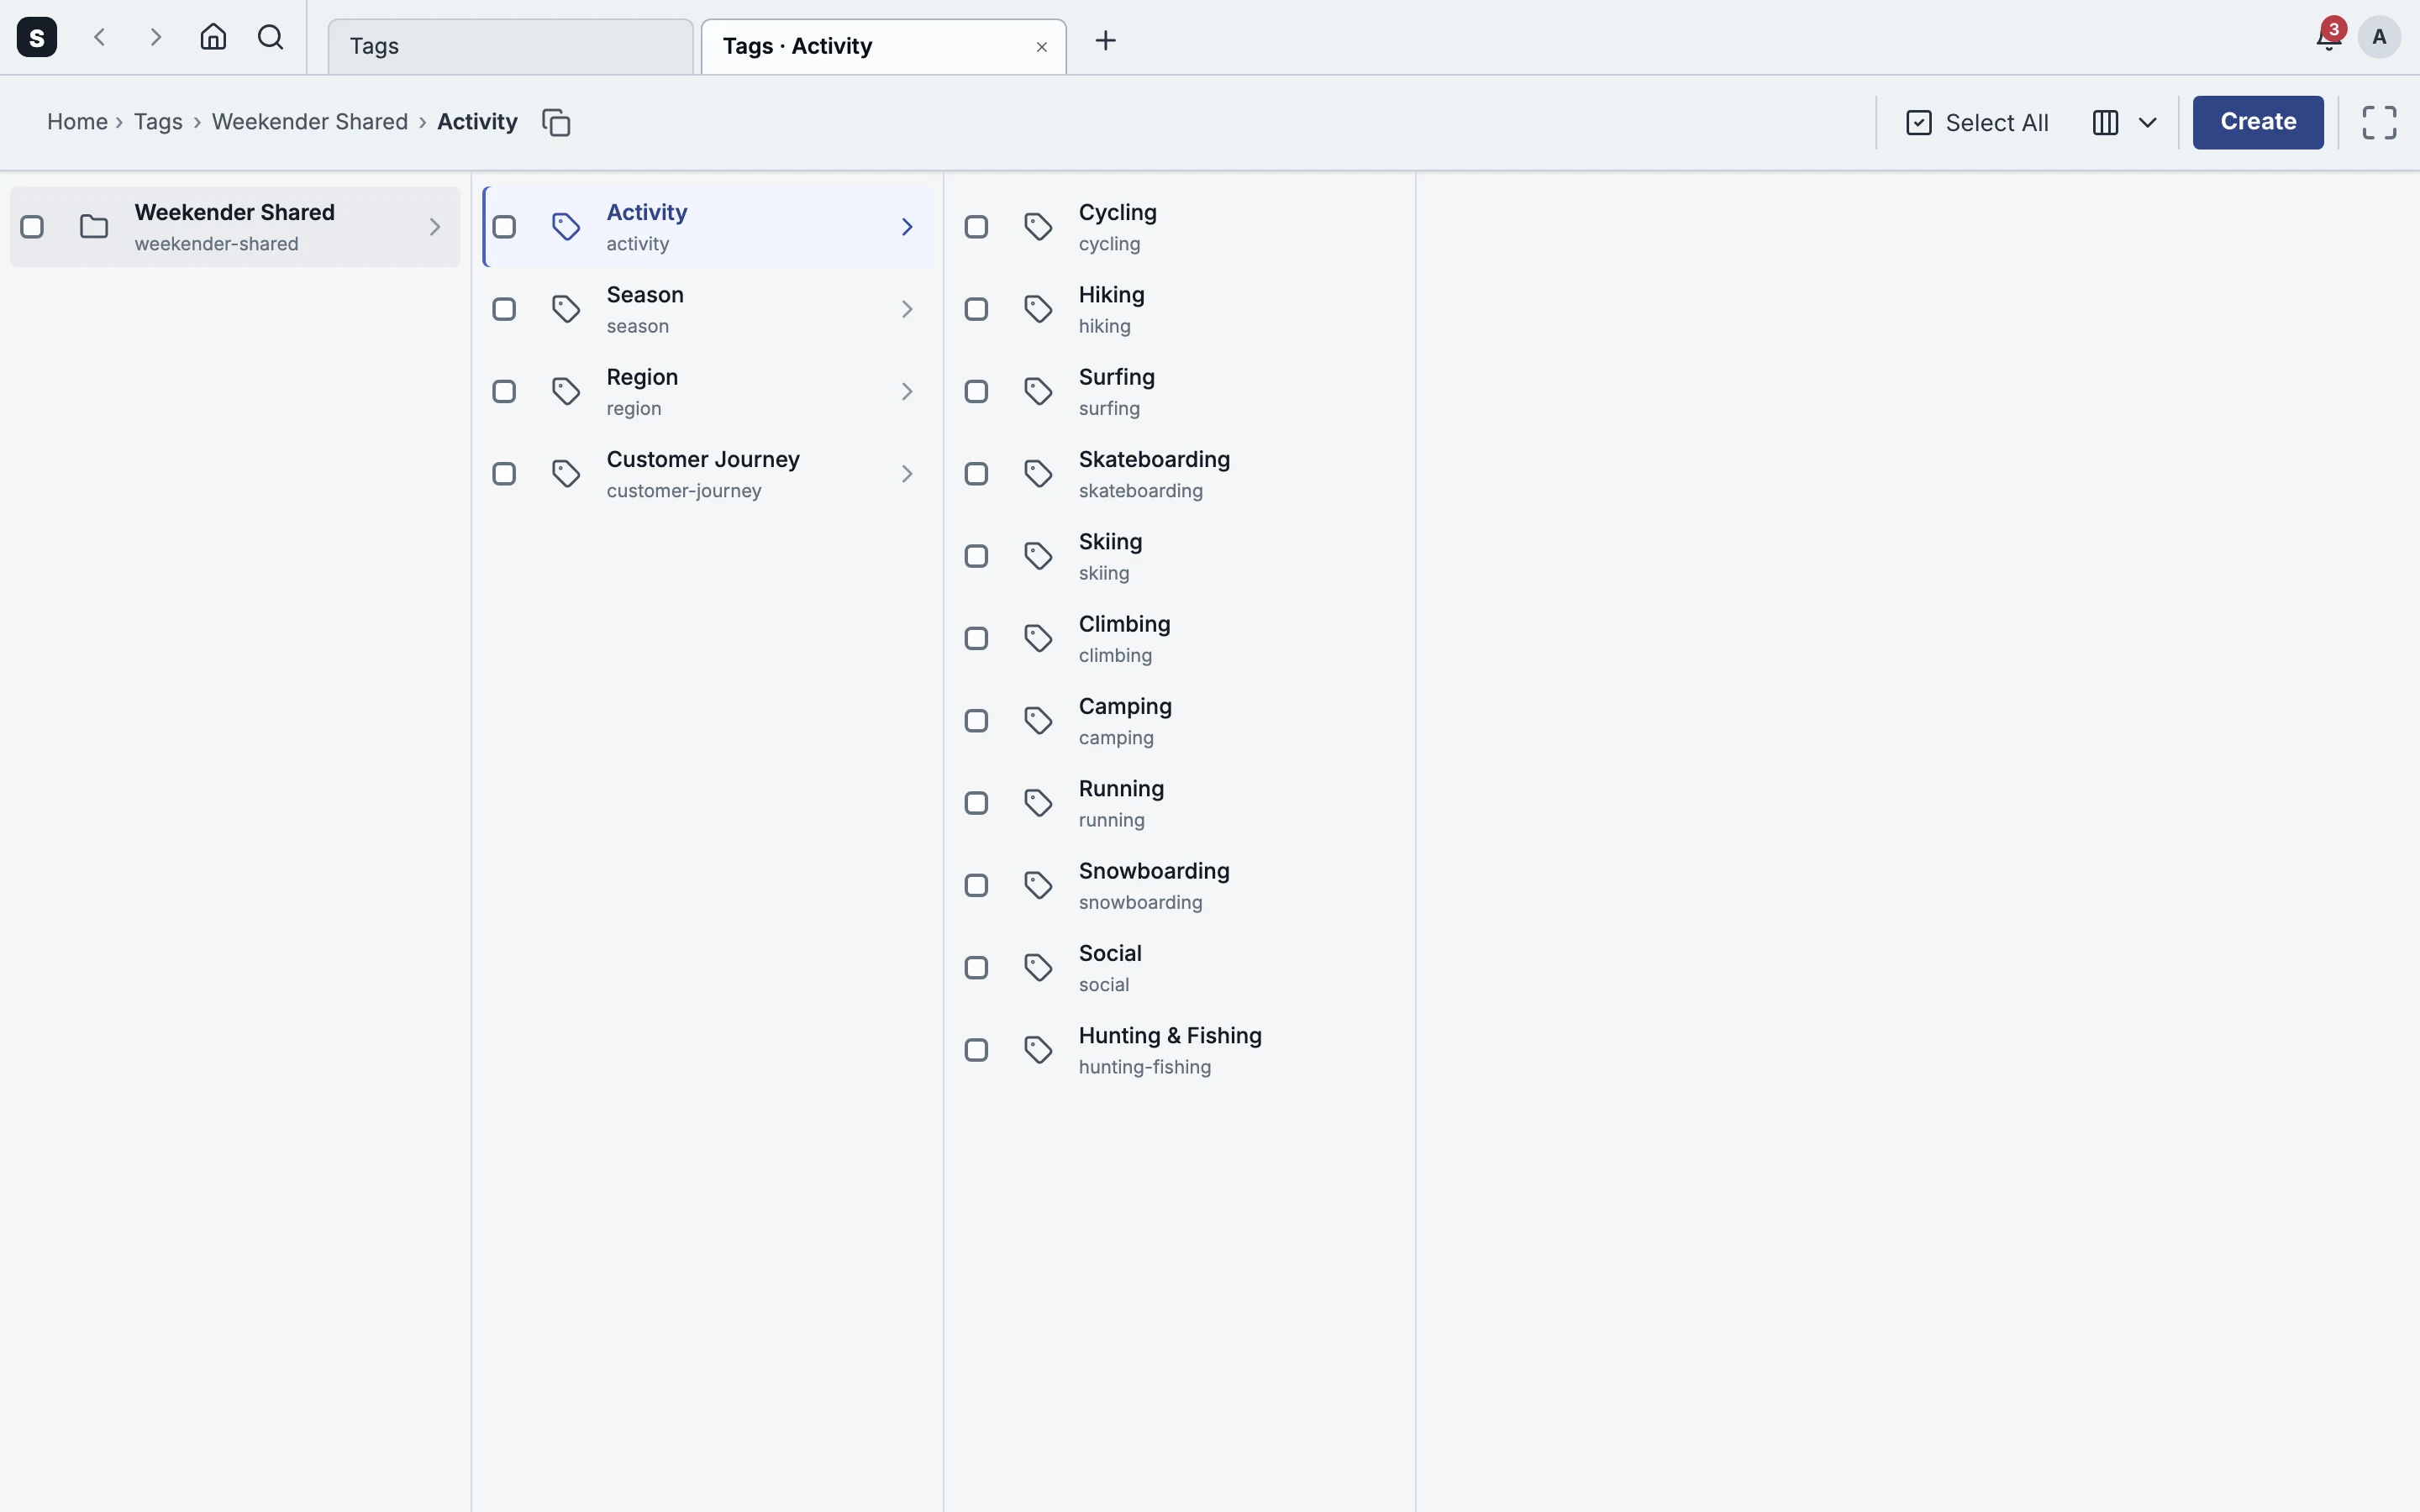 S
Tags
Tags · Activity
3
A
Home › Tags › Weekender Shared › Activity
Select All
Create
Weekender Shared
weekender-shared
Activity
activity
Season
season
Region
region
Customer Journey
customer-journey
Cycling
cycling
Hiking
hiking
Surfing
surfing
Skateboarding
skateboarding
Skiing
skiing
Climbing
climbing
Camping
camping
Running
running
Snowboarding
snowboarding
Social
social
Hunting & Fishing
hunting-fishing